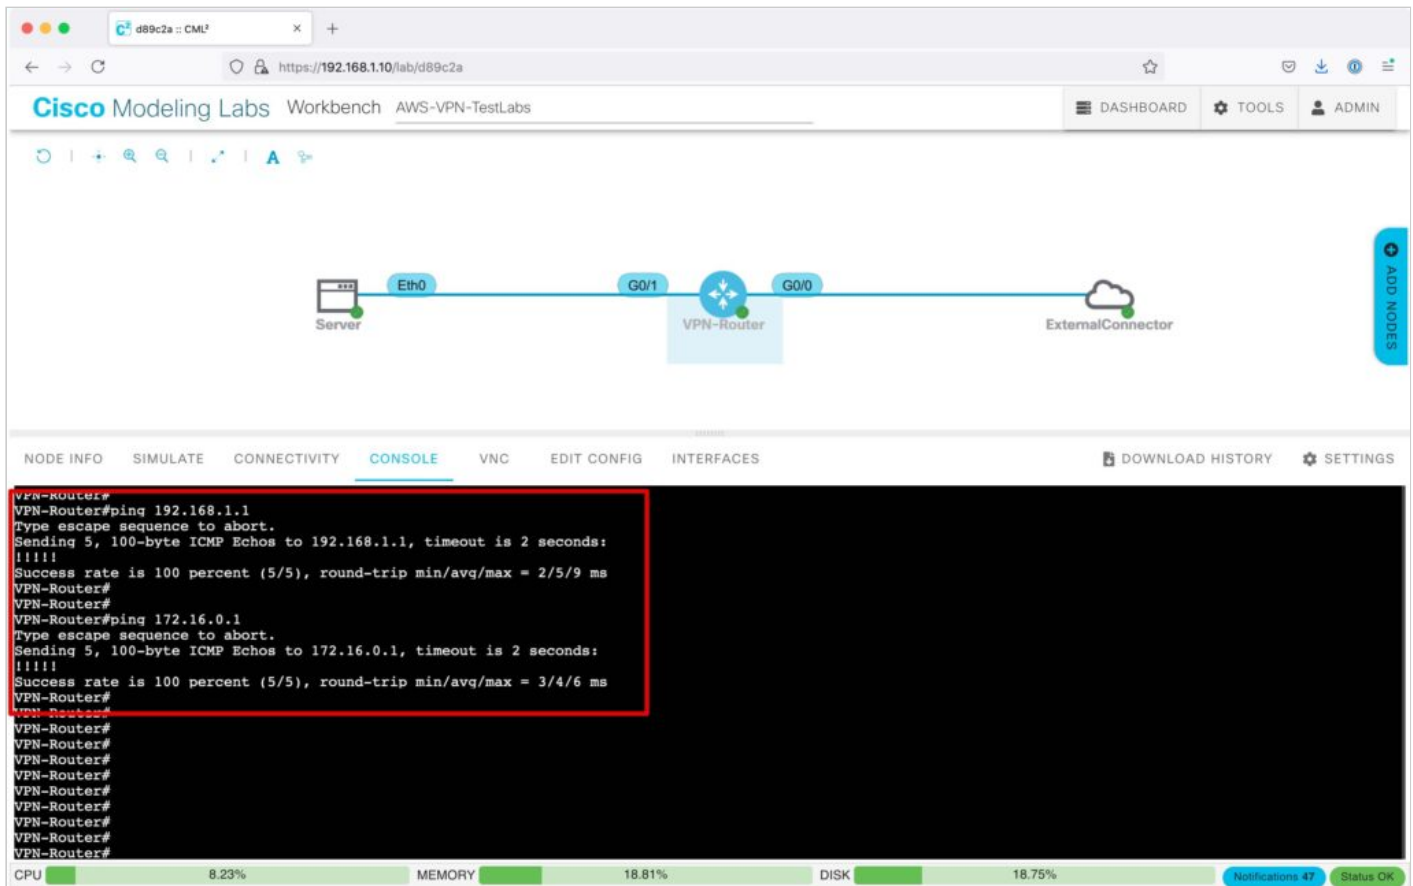 d89c2a :: CML²
https://192.168.1.10/lab/d89c2a
Cisco Modeling Labs Workbench AWS-VPN-TestLabs
DASHBOARD TOOLS ADMIN
A
ADD NODES
Eth0 G0/1 G0/0
Server VPN-Router ExternalConnector
NODE INFO SIMULATE CONNECTIVITY CONSOLE VNC EDIT CONFIG INTERFACES DOWNLOAD HISTORY SETTINGS
VPN-Router#
VPN-Router#ping 192.168.1.1
Type escape sequence to abort.
Sending 5, 100-byte ICMP Echos to 192.168.1.1, timeout is 2 seconds:
!!!!!
Success rate is 100 percent (5/5), round-trip min/avg/max = 2/5/9 ms
VPN-Router#
VPN-Router#
VPN-Router#ping 172.16.0.1
Type escape sequence to abort.
Sending 5, 100-byte ICMP Echos to 172.16.0.1, timeout is 2 seconds:
!!!!!
Success rate is 100 percent (5/5), round-trip min/avg/max = 3/4/6 ms
VPN-Router#
VPN-Router#
VPN-Router#
VPN-Router#
VPN-Router#
VPN-Router#
VPN-Router#
VPN-Router#
VPN-Router#
VPN-Router#
VPN-Router#
CPU 8.23% MEMORY 18.81% DISK 18.75% Notifications 47 Status OK